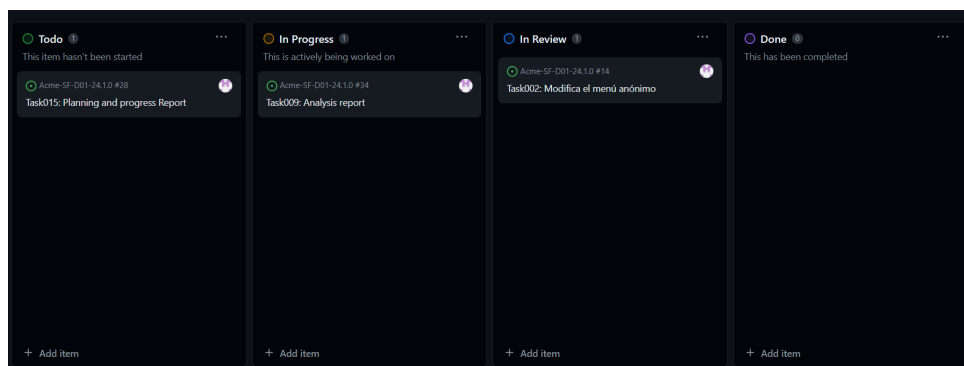 Todo 1 ...
This item hasn't been started
Acme-SF-D01-24.1.0 #28
Task015: Planning and progress Report
+ Add item
In Progress 1 ...
This is actively being worked on
Acme-SF-D01-24.1.0 #34
Task009: Analysis report
+ Add item
In Review 1 ...
Acme-SF-D01-24.1.0 #14
Task002: Modifica el menú anónimo
+ Add item
Done 0 ...
This has been completed
+ Add item